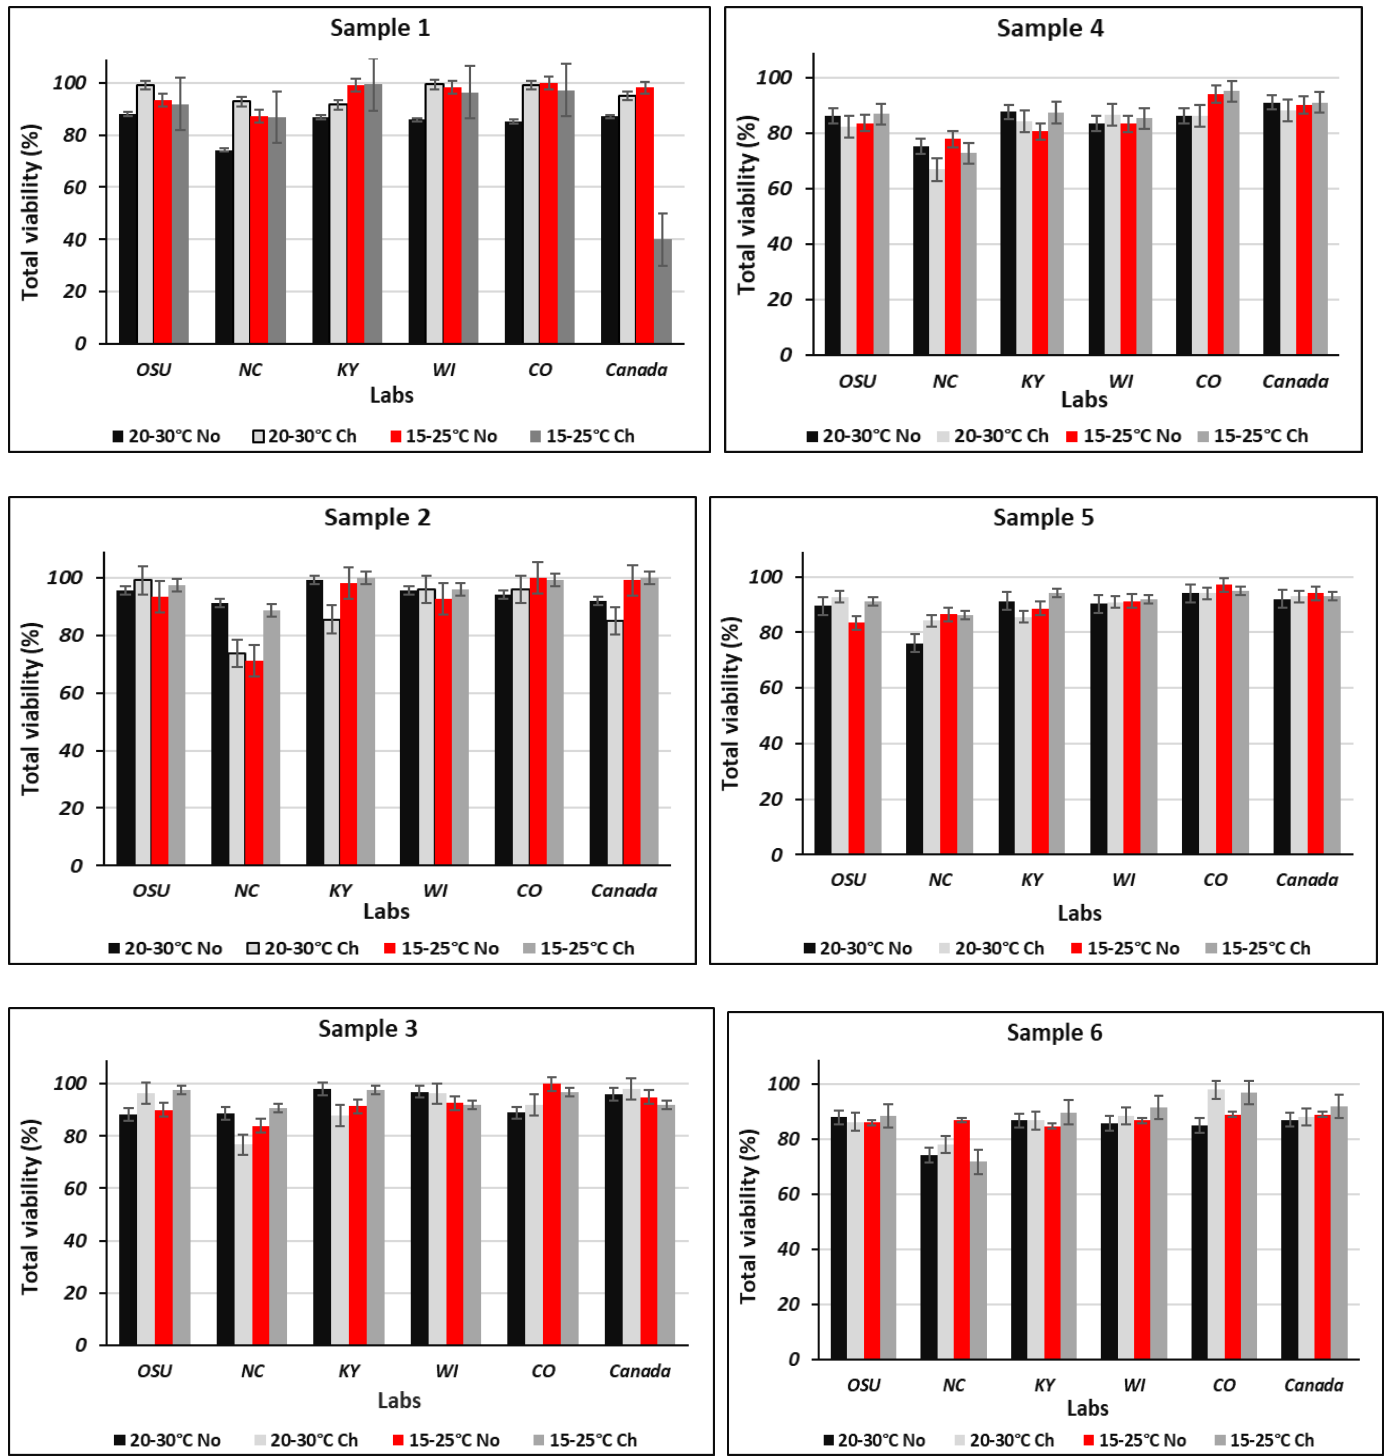 Sample 1
Total viability (%)
100
80
60
40
20
0
OSU NC KY WI CO Canada
Labs
20-30°C No 20-30°C Ch 15-25°C No 15-25°C Ch
Sample 4
Total viability (%)
100
80
60
40
20
0
OSU NC KY WI CO Canada
Labs
20-30°C No 20-30°C Ch 15-25°C No 15-25°C Ch
Sample 2
Total viability (%)
100
80
60
40
20
0
OSU NC KY WI CO Canada
Labs
20-30°C No 20-30°C Ch 15-25°C No 15-25°C Ch
Sample 5
Total viability (%)
100
80
60
40
20
0
OSU NC KY WI CO Canada
Labs
20-30°C No 20-30°C Ch 15-25°C No 15-25°C Ch
Sample 3
Total viability (%)
100
80
60
40
20
0
OSU NC KY WI CO Canada
Labs
20-30°C No 20-30°C Ch 15-25°C No 15-25°C Ch
Sample 6
Total viability (%)
100
80
60
40
20
0
OSU NC KY WI CO Canada
Labs
20-30°C No 20-30°C Ch 15-25°C No 15-25°C Ch